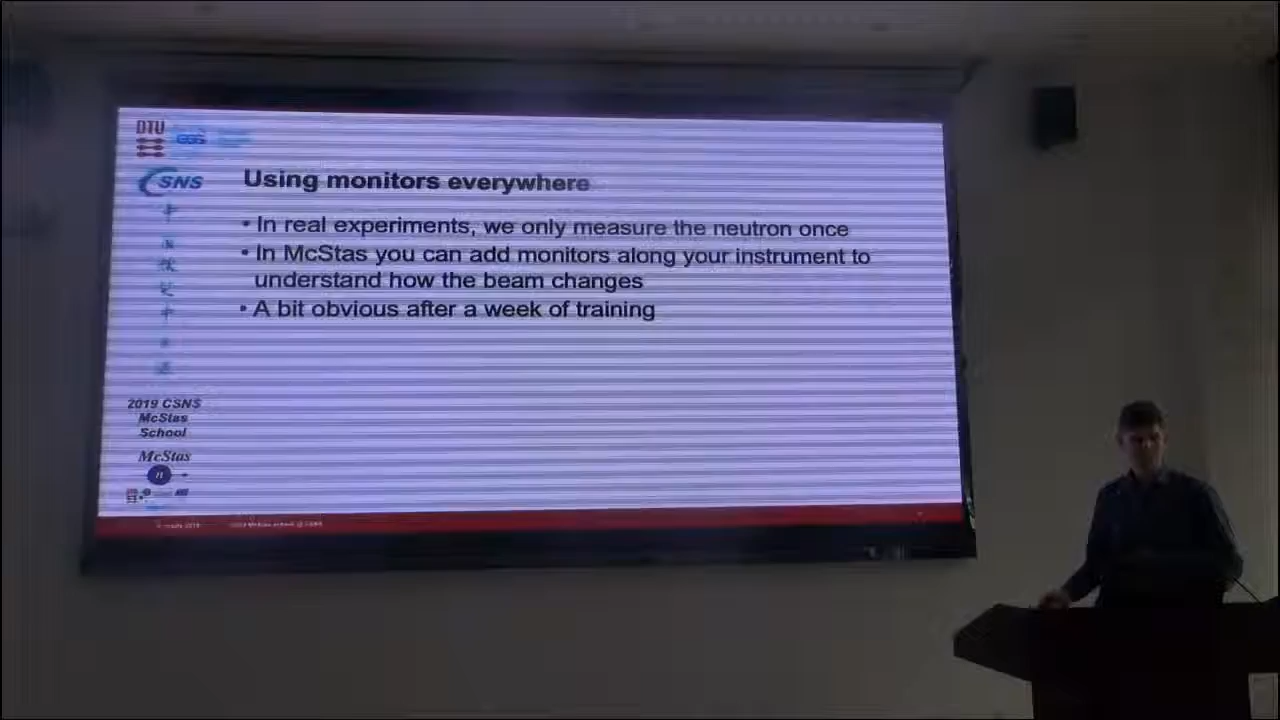 DTU
ess
CSNS
Using monitors everywhere
• In real experiments, we only measure the neutron once
• In McStas you can add monitors along your instrument to
understand how the beam changes
• A bit obvious after a week of training
2019 CSNS
McStas
School
McStas
n